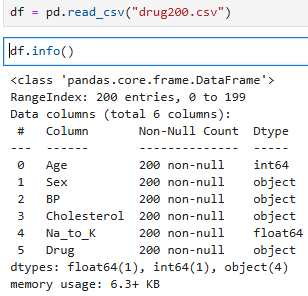 df = pd.read_csv("drug200.csv")
df.info()
<class 'pandas.core.frame.DataFrame'>
RangeIndex: 200 entries, 0 to 199
Data columns (total 6 columns):
 #   Column       Non-Null Count  Dtype
---  ------       --------------  -----
 0   Age          200 non-null    int64
 1   Sex          200 non-null    object
 2   BP           200 non-null    object
 3   Cholesterol  200 non-null    object
 4   Na_to_K      200 non-null    float64
 5   Drug         200 non-null    object
dtypes: float64(1), int64(1), object(4)
memory usage: 6.3+ KB